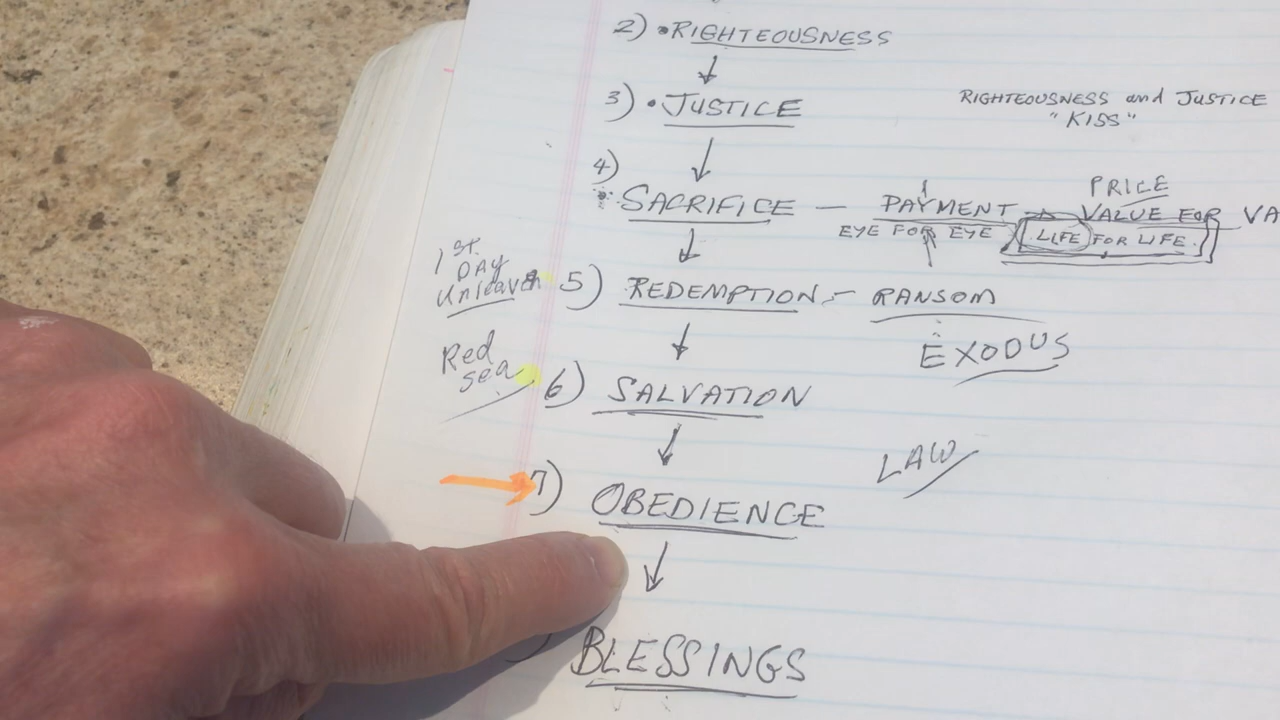 2) • RIGHTEOUSNESS
3) • JUSTICE
RIGHTEOUSNESS and JUSTICE
"KISS"
4)
SACRIFICE — PAYMENT
PRICE
VALUE FOR VA
EYE FOR EYE
LIFE FOR LIFE.
1st.
DAY
Unleaven
5) REDEMPTION - RANSOM
EXODUS
Red
sea
6) SALVATION
LAW
7) OBEDIENCE
BLESSINGS